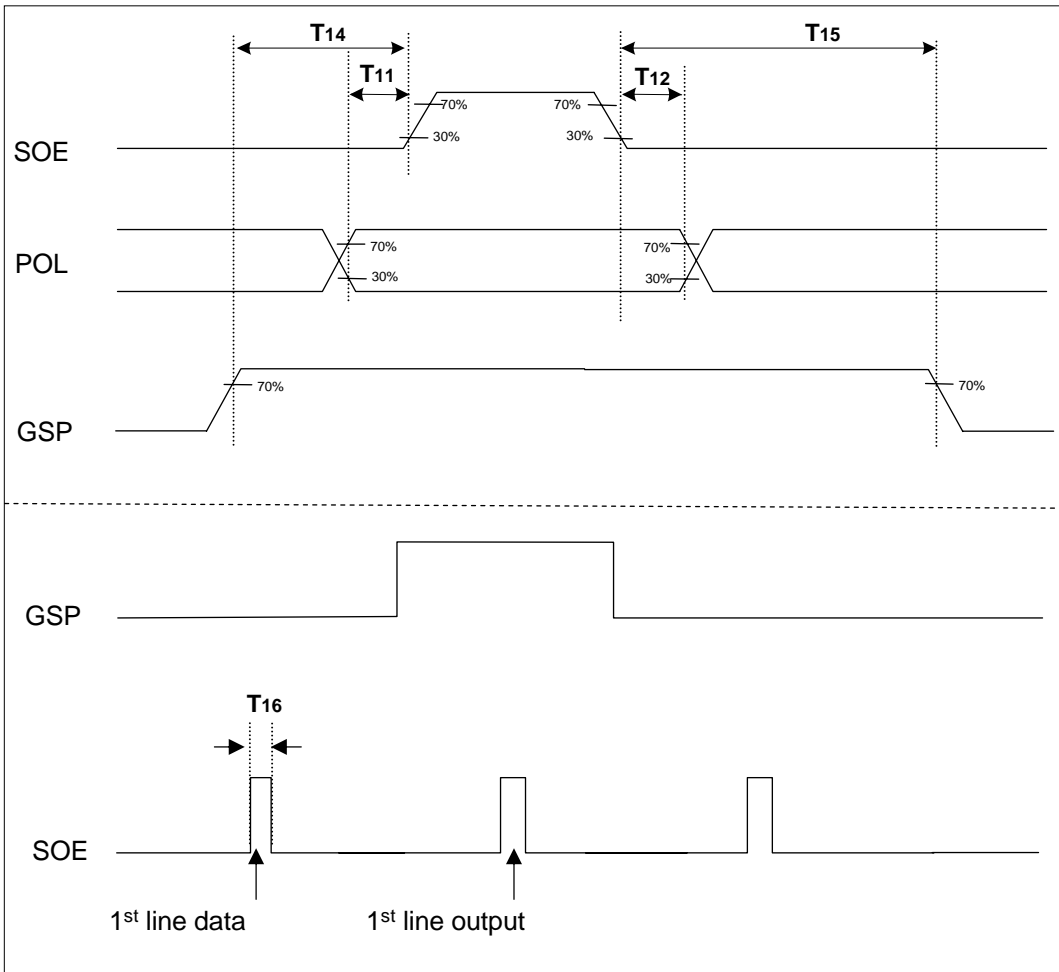 T14
T15
T11
T12
70%
70%
30%
30%
SOE
70%
70%
POL
30%
30%
70%
70%
GSP
GSP
T16
SOE
1st line data
1st line output